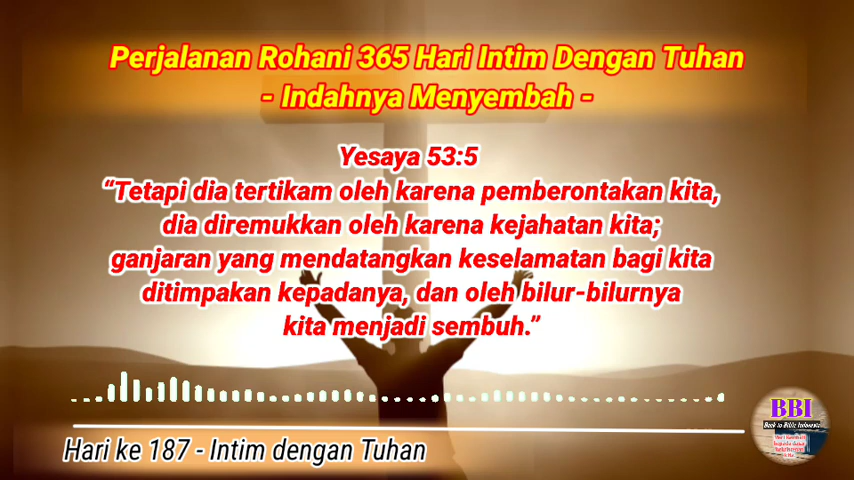 Perjalanan Rohani 365 Hari Intim Dengan Tuhan
- Indahnya Menyembah -
Yesaya 53:5
“Tetapi dia tertikam oleh karena pemberontakan kita,
dia diremukkan oleh karena kejahatan kita;
ganjaran yang mendatangkan keselamatan bagi kita
ditimpakan kepadanya, dan oleh bilur-bilurnya
kita menjadi sembuh.”
Hari ke 187 - Intim dengan Tuhan
BBI
Back to Bible Indonesia